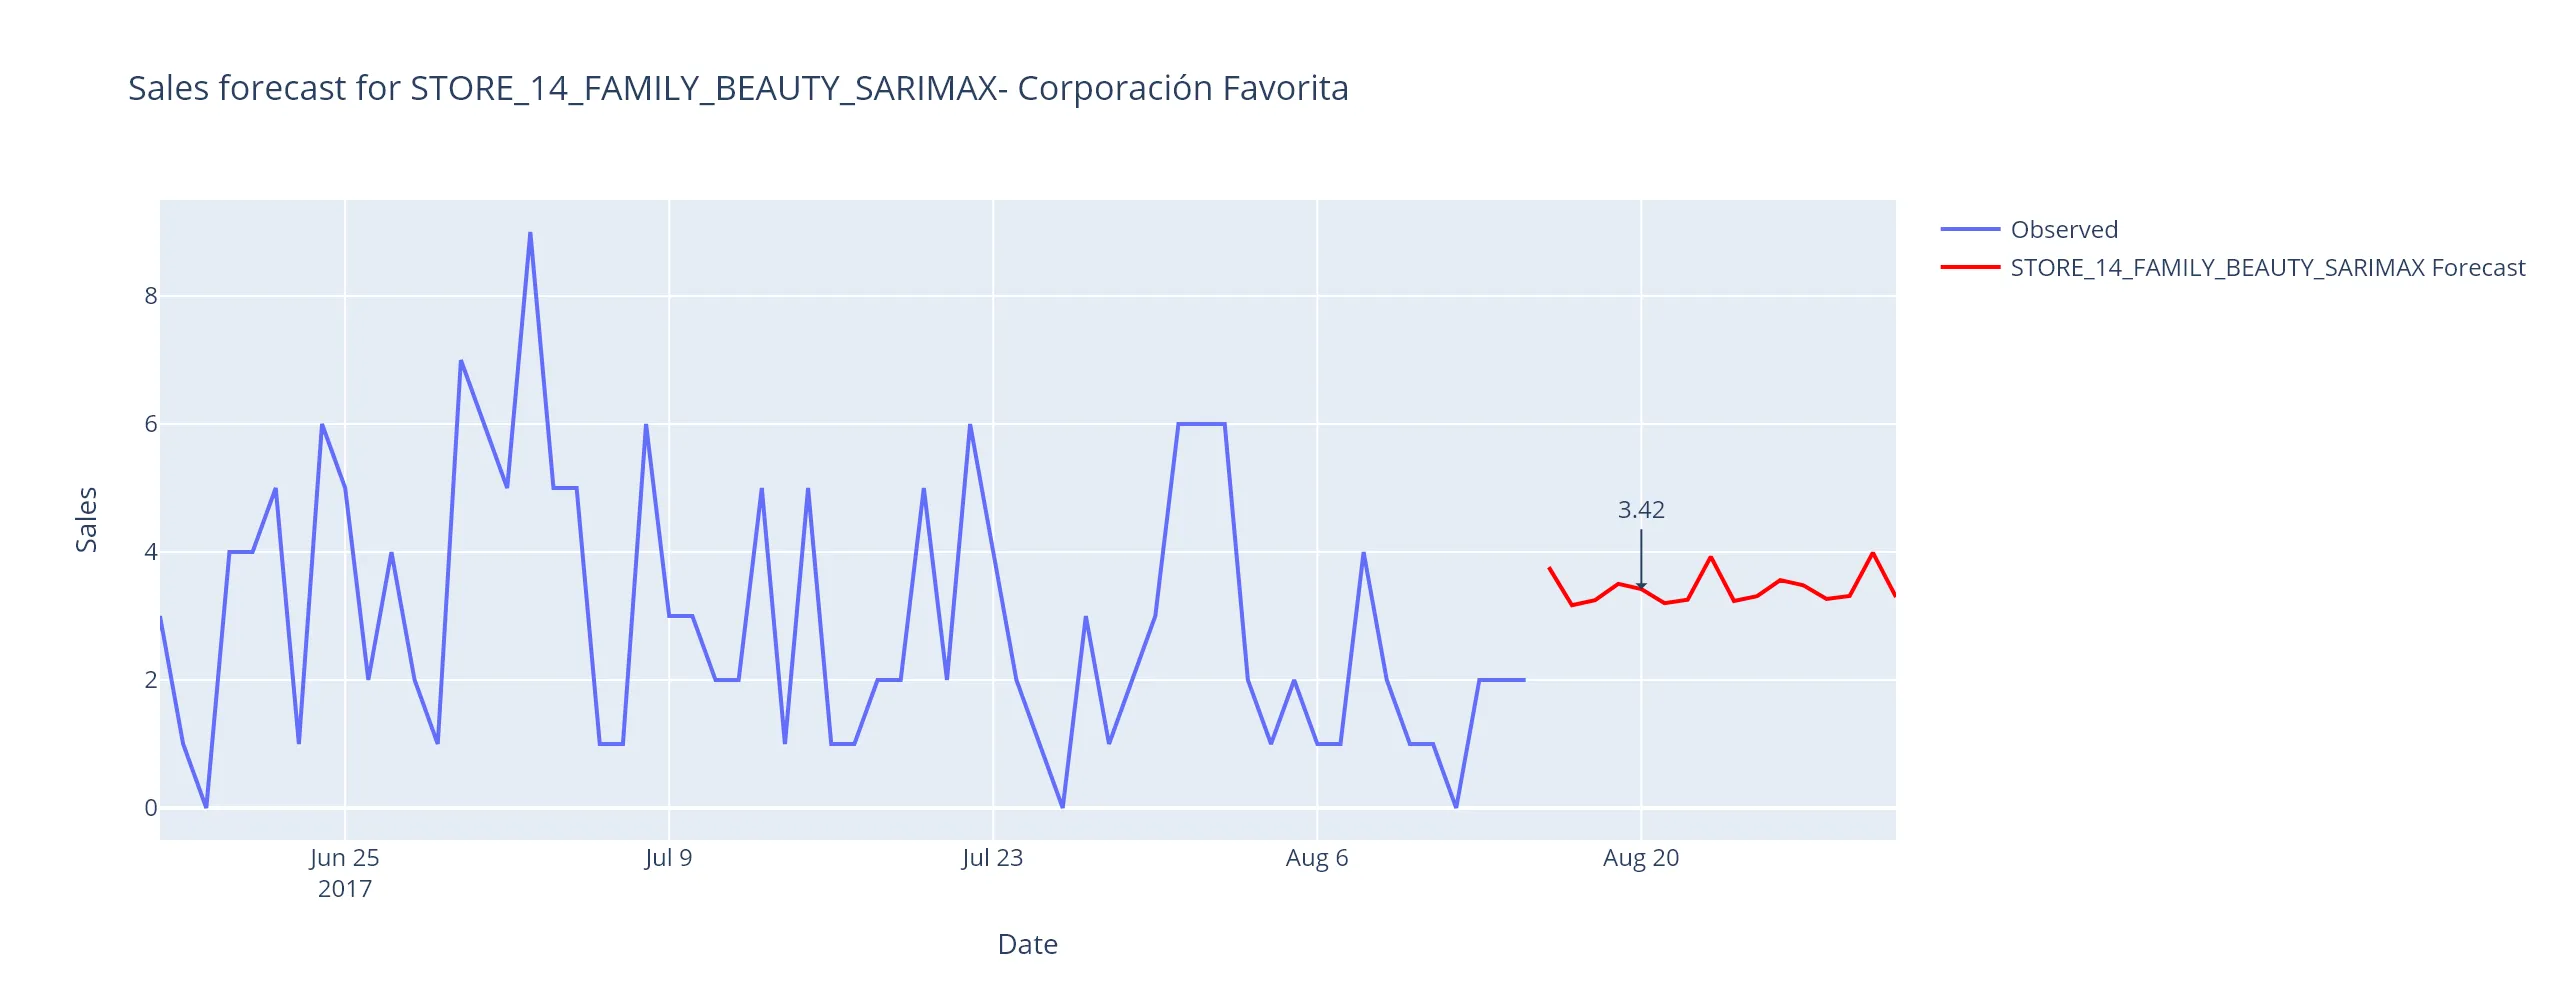 Sales forecast for STORE_14_FAMILY_BEAUTY_SARIMAX- Corporación Favorita
Observed
STORE_14_FAMILY_BEAUTY_SARIMAX Forecast
8
6
4
2
0
Sales
3.42
Jun 25
2017
Jul 9
Jul 23
Aug 6
Aug 20
Date